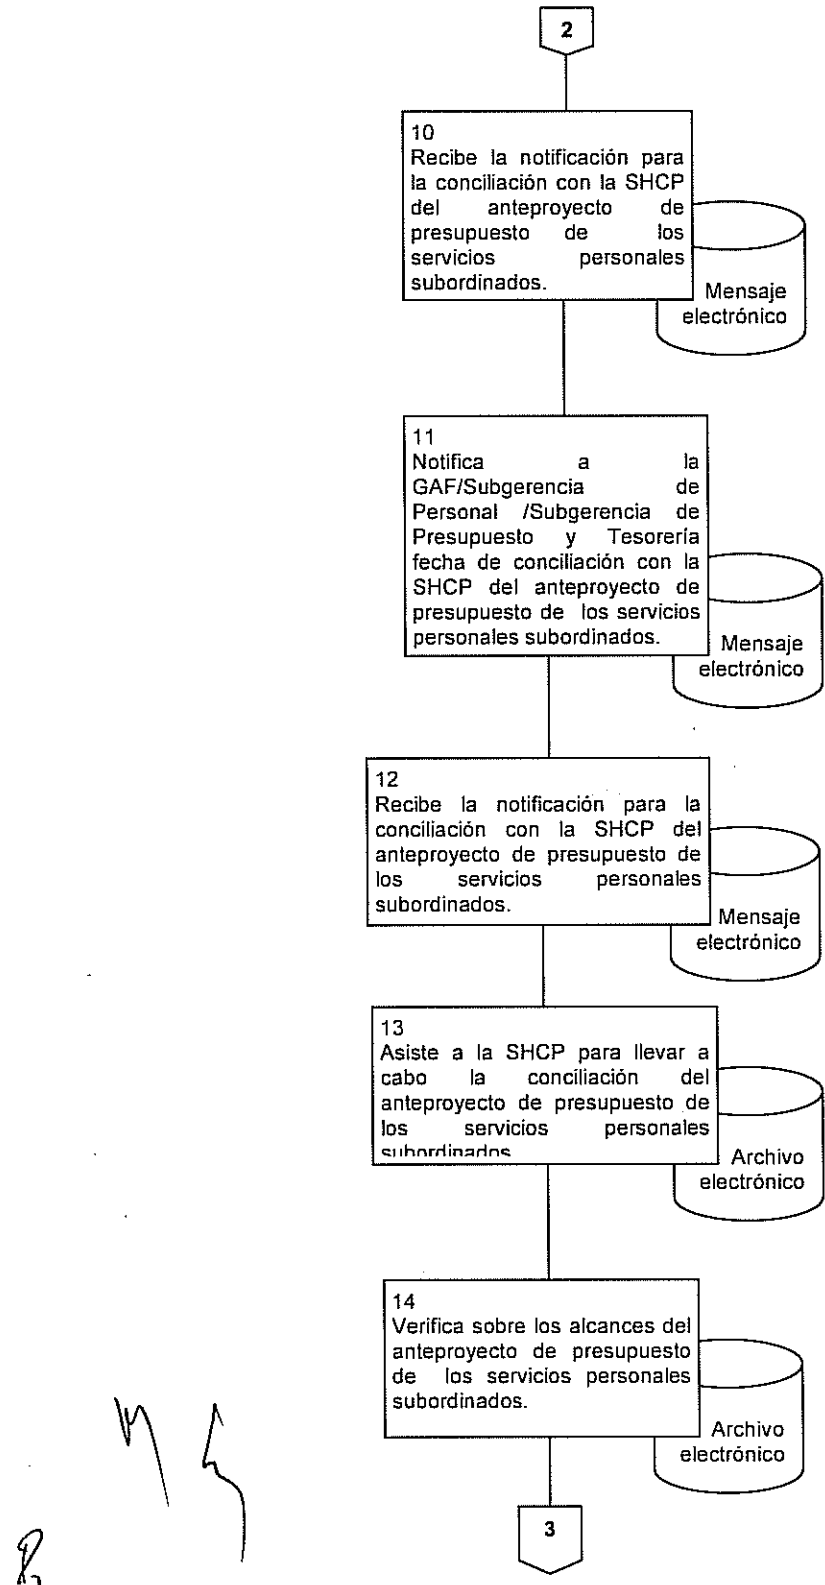 2
10
Recibe la notificación para
la conciliación con la SHCP
del anteproyecto de
presupuesto de los
servicios personales
subordinados.
Mensaje
electrónico
11
Notifica a la
GAF/Subgerencia de
Personal /Subgerencia de
Presupuesto y Tesorería
fecha de conciliación con la
SHCP del anteproyecto de
presupuesto de los servicios
personales subordinados.
Mensaje
electrónico
12
Recibe la notificación para la
conciliación con la SHCP del
anteproyecto de presupuesto de
los servicios personales
subordinados.
Mensaje
electrónico
13
Asiste a la SHCP para llevar a
cabo la conciliación del
anteproyecto de presupuesto de
los servicios personales
subordinados
Archivo
electrónico
14
Verifica sobre los alcances del
anteproyecto de presupuesto
de los servicios personales
subordinados.
Archivo
electrónico
3